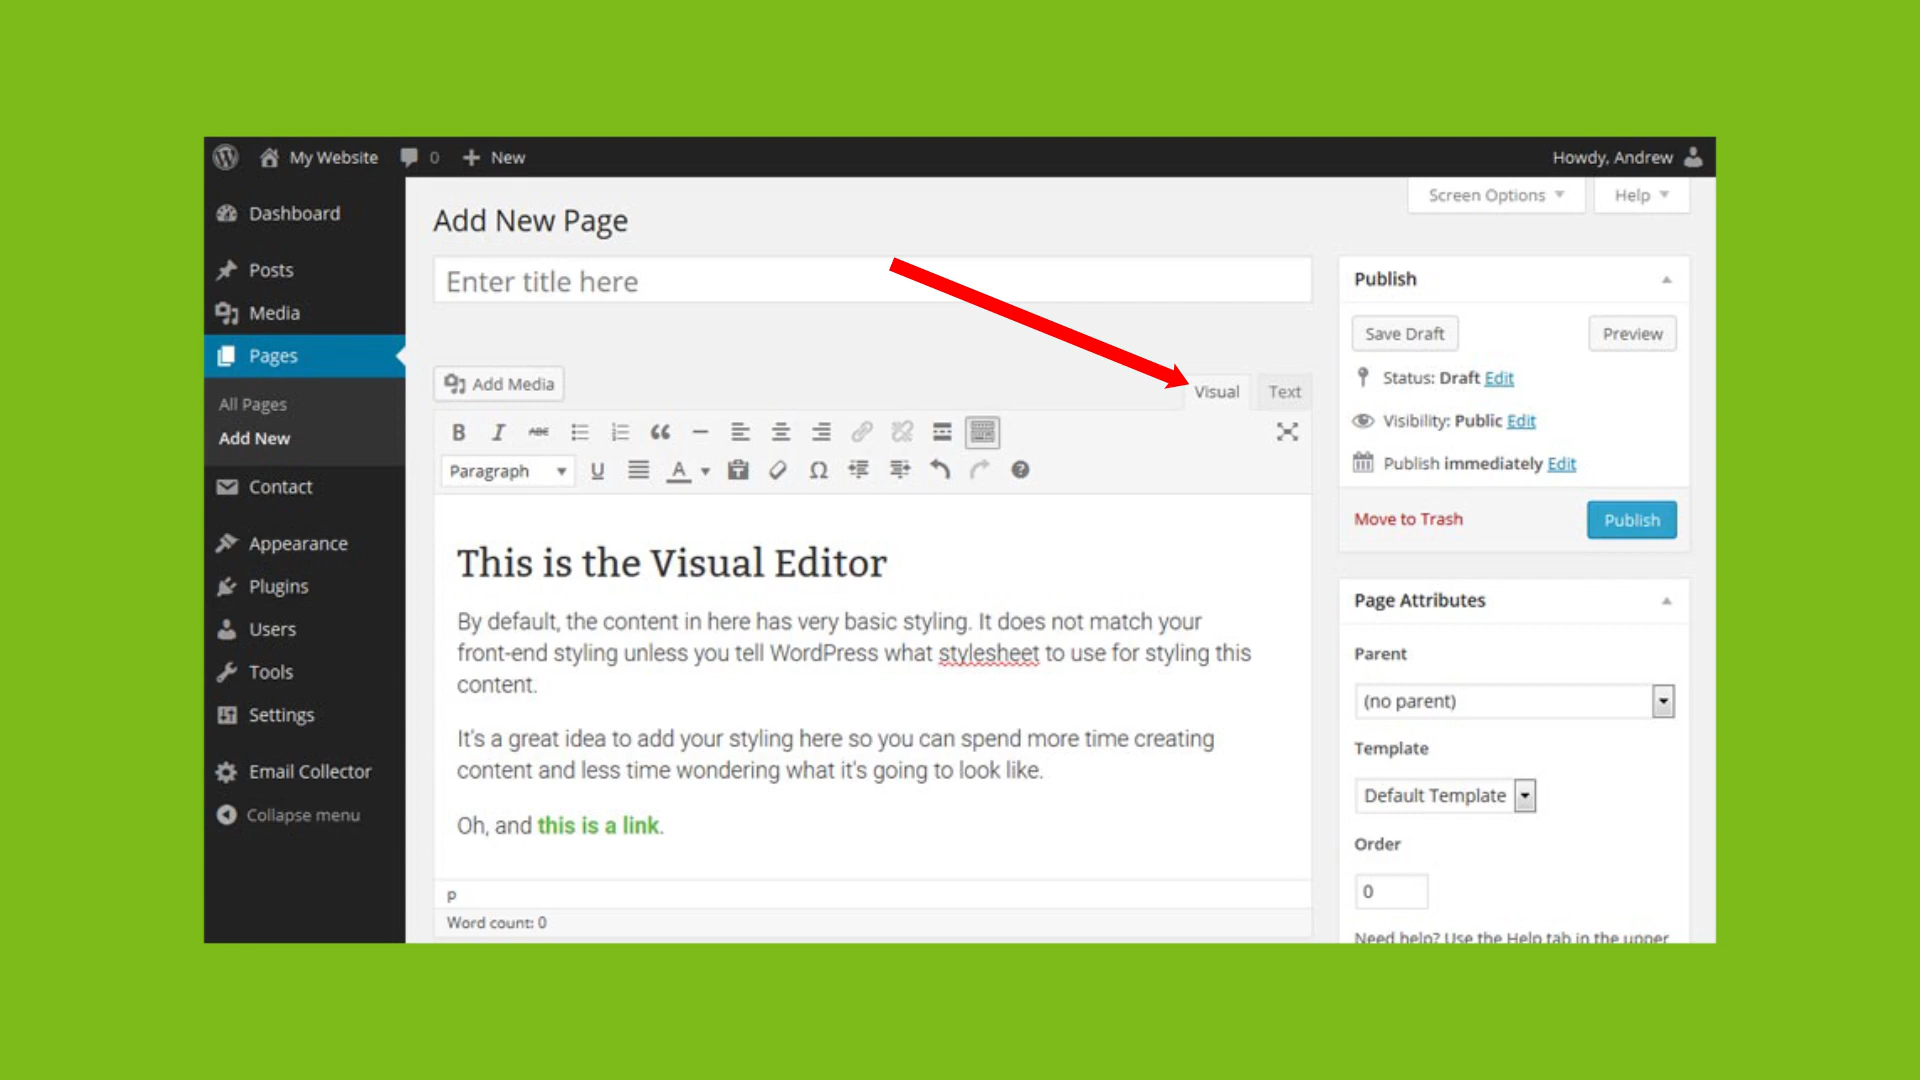 My Website 0 New Howdy, Andrew
Screen Options Help
Dashboard
Posts
Media
Pages
All Pages
Add New
Contact
Appearance
Plugins
Users
Tools
Settings
Email Collector
Collapse menu
Add New Page
Enter title here
Add Media
Visual Text
B I ABC
Paragraph U A Ω
This is the Visual Editor
By default, the content in here has very basic styling. It does not match your
front-end styling unless you tell WordPress what stylesheet to use for styling this
content.
It's a great idea to add your styling here so you can spend more time creating
content and less time wondering what it's going to look like.
Oh, and this is a link.
p
Word count: 0
Publish
Save Draft Preview
Status: Draft Edit
Visibility: Public Edit
Publish immediately Edit
Move to Trash Publish
Page Attributes
Parent
(no parent)
Template
Default Template
Order
0
Need help? Use the Help tab in the upper